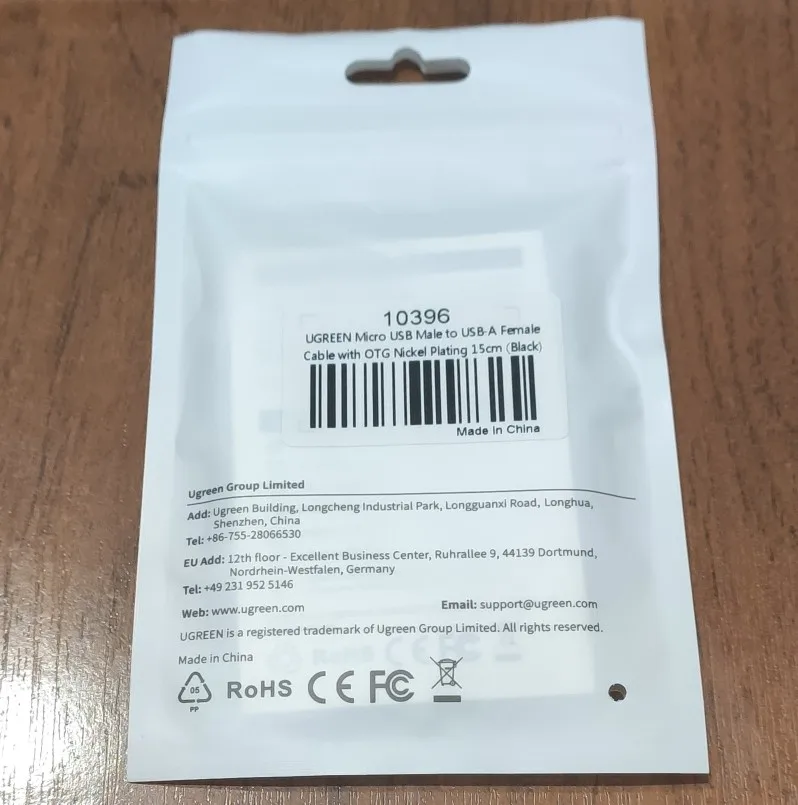 10396
UGREEN Micro USB Male to USB-A Female
Cable with OTG Nickel Plating 15cm (Black)
Made in China
Ugreen Group Limited
Add: Ugreen Building, Longcheng Industrial Park, Longguanxi Road, Longhua,
Shenzhen, China
Tel: +86-755-28066530
EU Add: 12th floor - Excellent Business Center, Ruhrallee 9, 44139 Dortmund,
Nordrhein-Westfalen, Germany
Tel: +49 231 952 5146
Web: www.ugreen.com Email: support@ugreen.com
UGREEN is a registered trademark of Ugreen Group Limited. All rights reserved.
Made in China
05 RoHS CE FC
PP